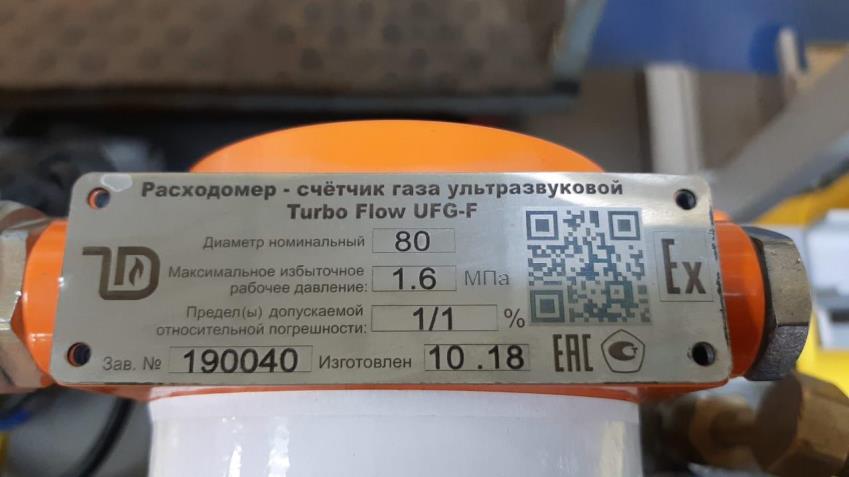 Расходомер - счётчик газа ультразвуковой
Turbo Flow UFG-F
Диаметр номинальный 80
Максимальное избыточное
рабочее давление: 1.6 МПа
Предел(ы) допускаемой
относительной погрешности: 1/1 %
Зав. № 190040 Изготовлен 10 .18
EAC
Ex